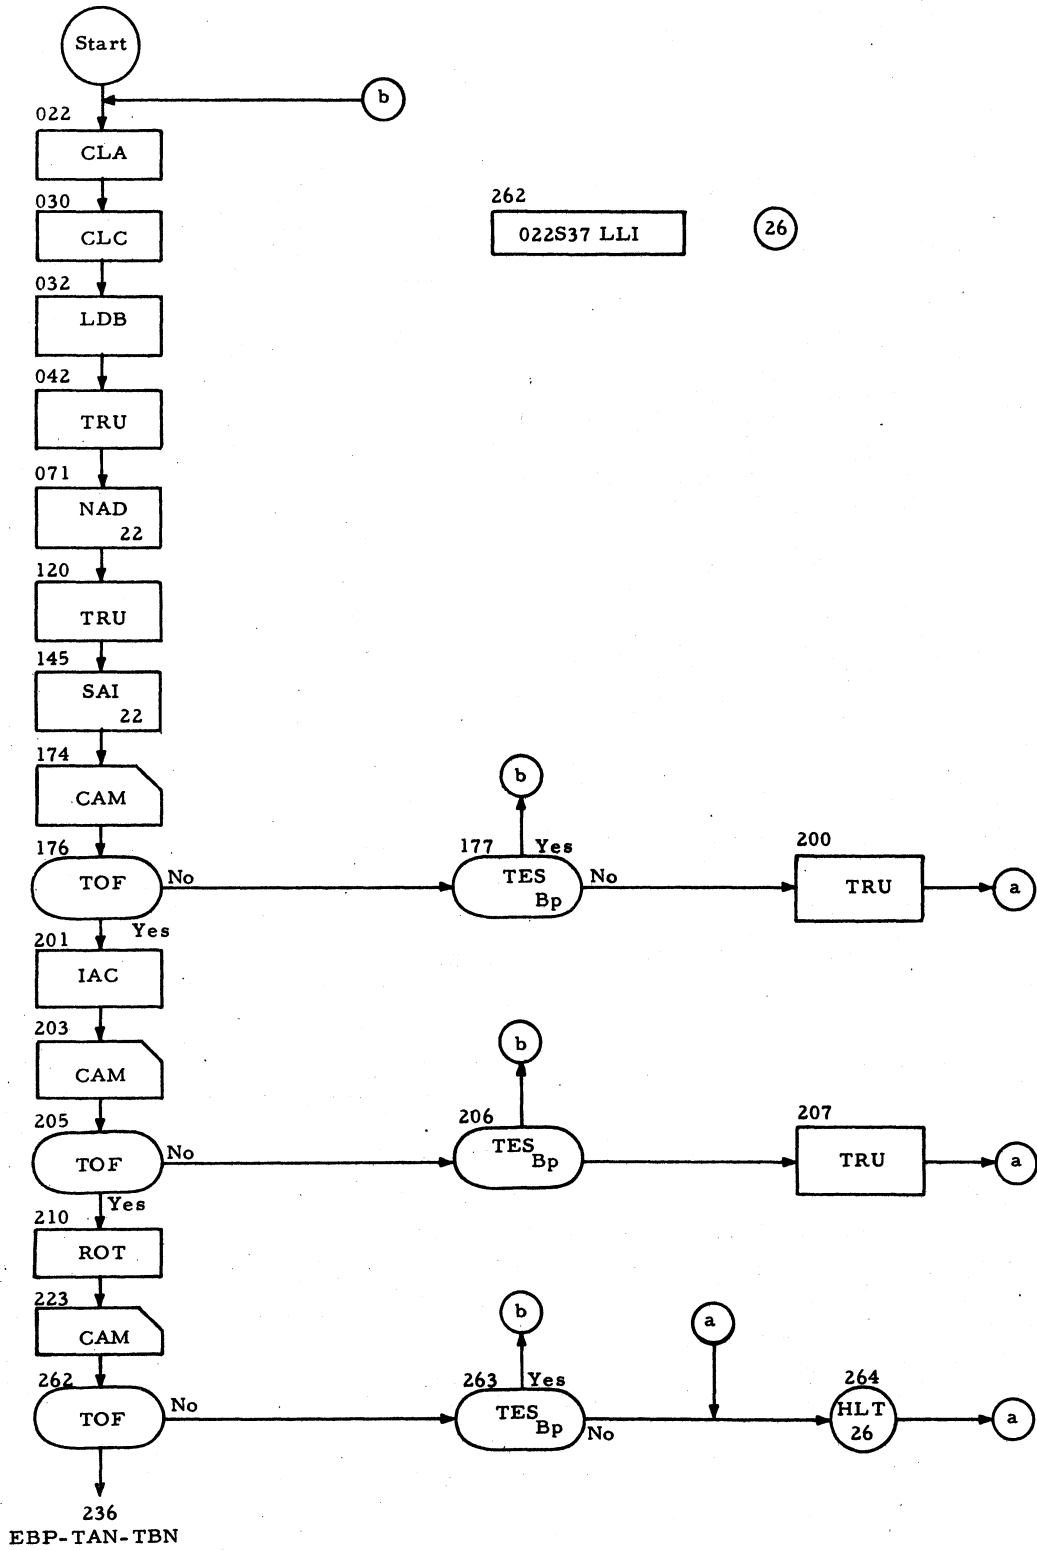 Start
b
022
CLA
030
CLC
262
022S37 LLI
26
032
LDB
042
TRU
071
NAD
22
120
TRU
145
SAI
22
174
CAM
b
176
TOF
No
Yes
177
Yes
TES
Bp
No
200
TRU
a
201
IAC
203
CAM
b
205
TOF
No
Yes
206
TES
Bp
207
TRU
a
210
ROT
223
CAM
b
a
262
TOF
No
263
Yes
TES
Bp
No
264
HLT
26
a
236
EBP-TAN-TBN